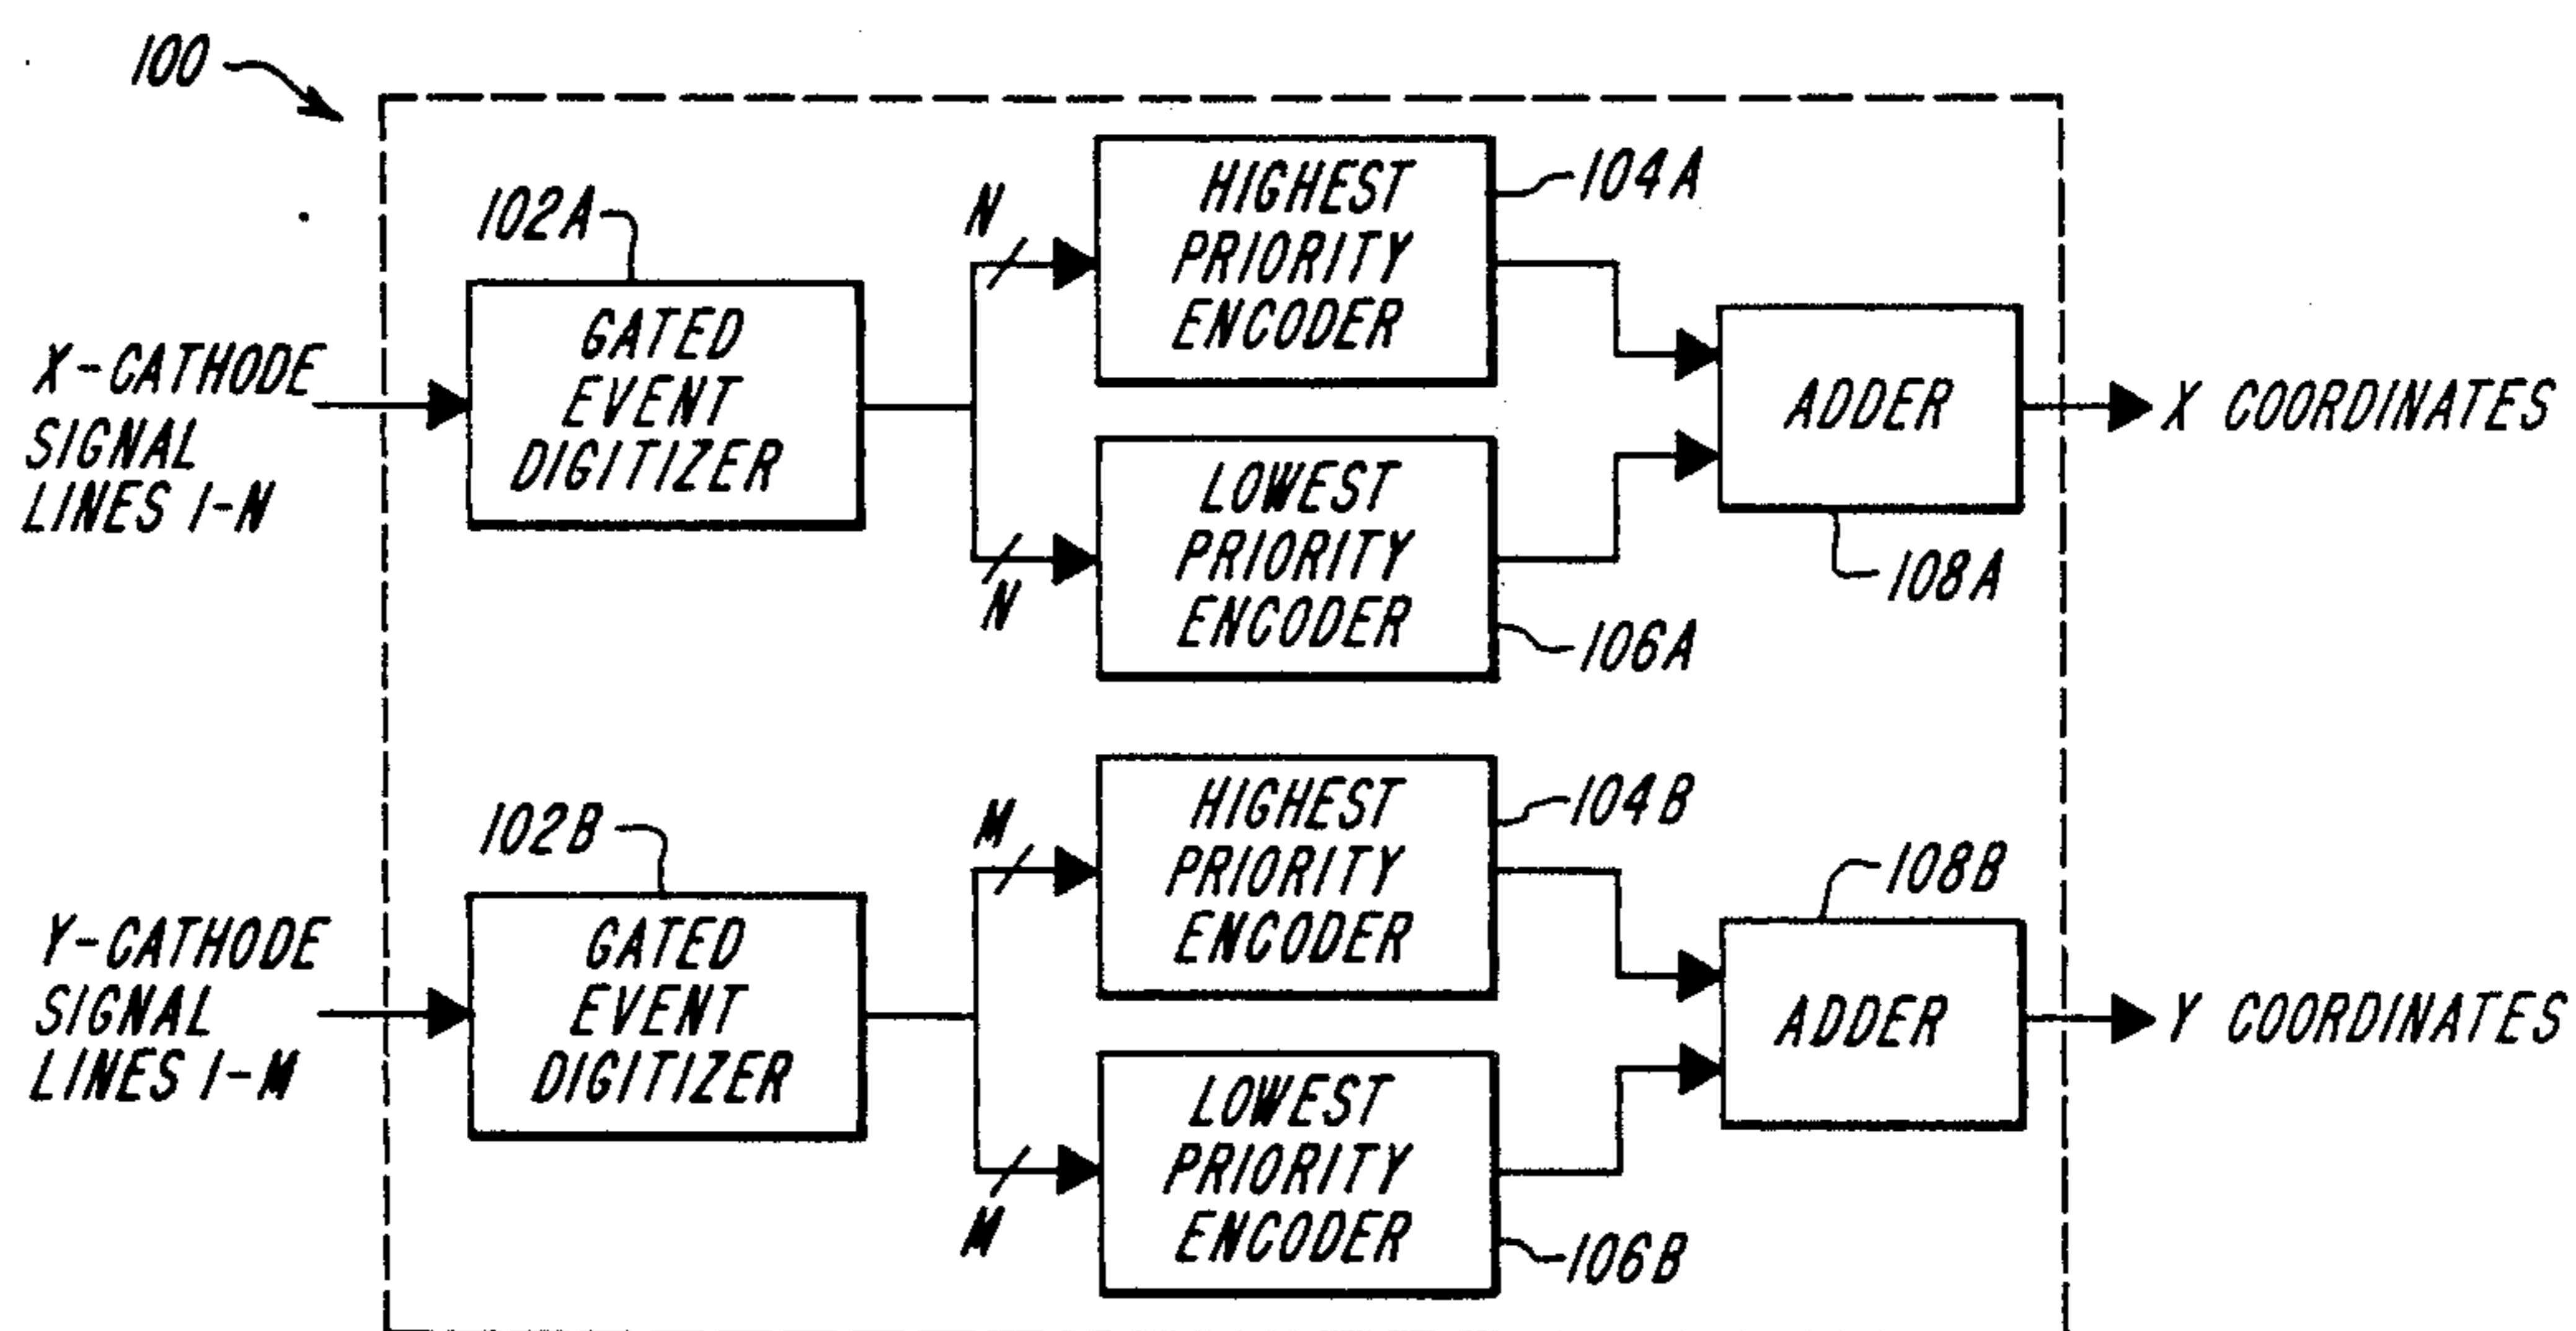 100
102A
N
HIGHEST
PRIORITY
ENCODER
104A
X-CATHODE
SIGNAL
LINES 1-N
GATED
EVENT
DIGITIZER
ADDER
X COORDINATES
N
LOWEST
PRIORITY
ENCODER
106A
108A
102B
M
HIGHEST
PRIORITY
ENCODER
104B
108B
Y-CATHODE
SIGNAL
LINES 1-M
GATED
EVENT
DIGITIZER
ADDER
Y COORDINATES
M
LOWEST
PRIORITY
ENCODER
106B